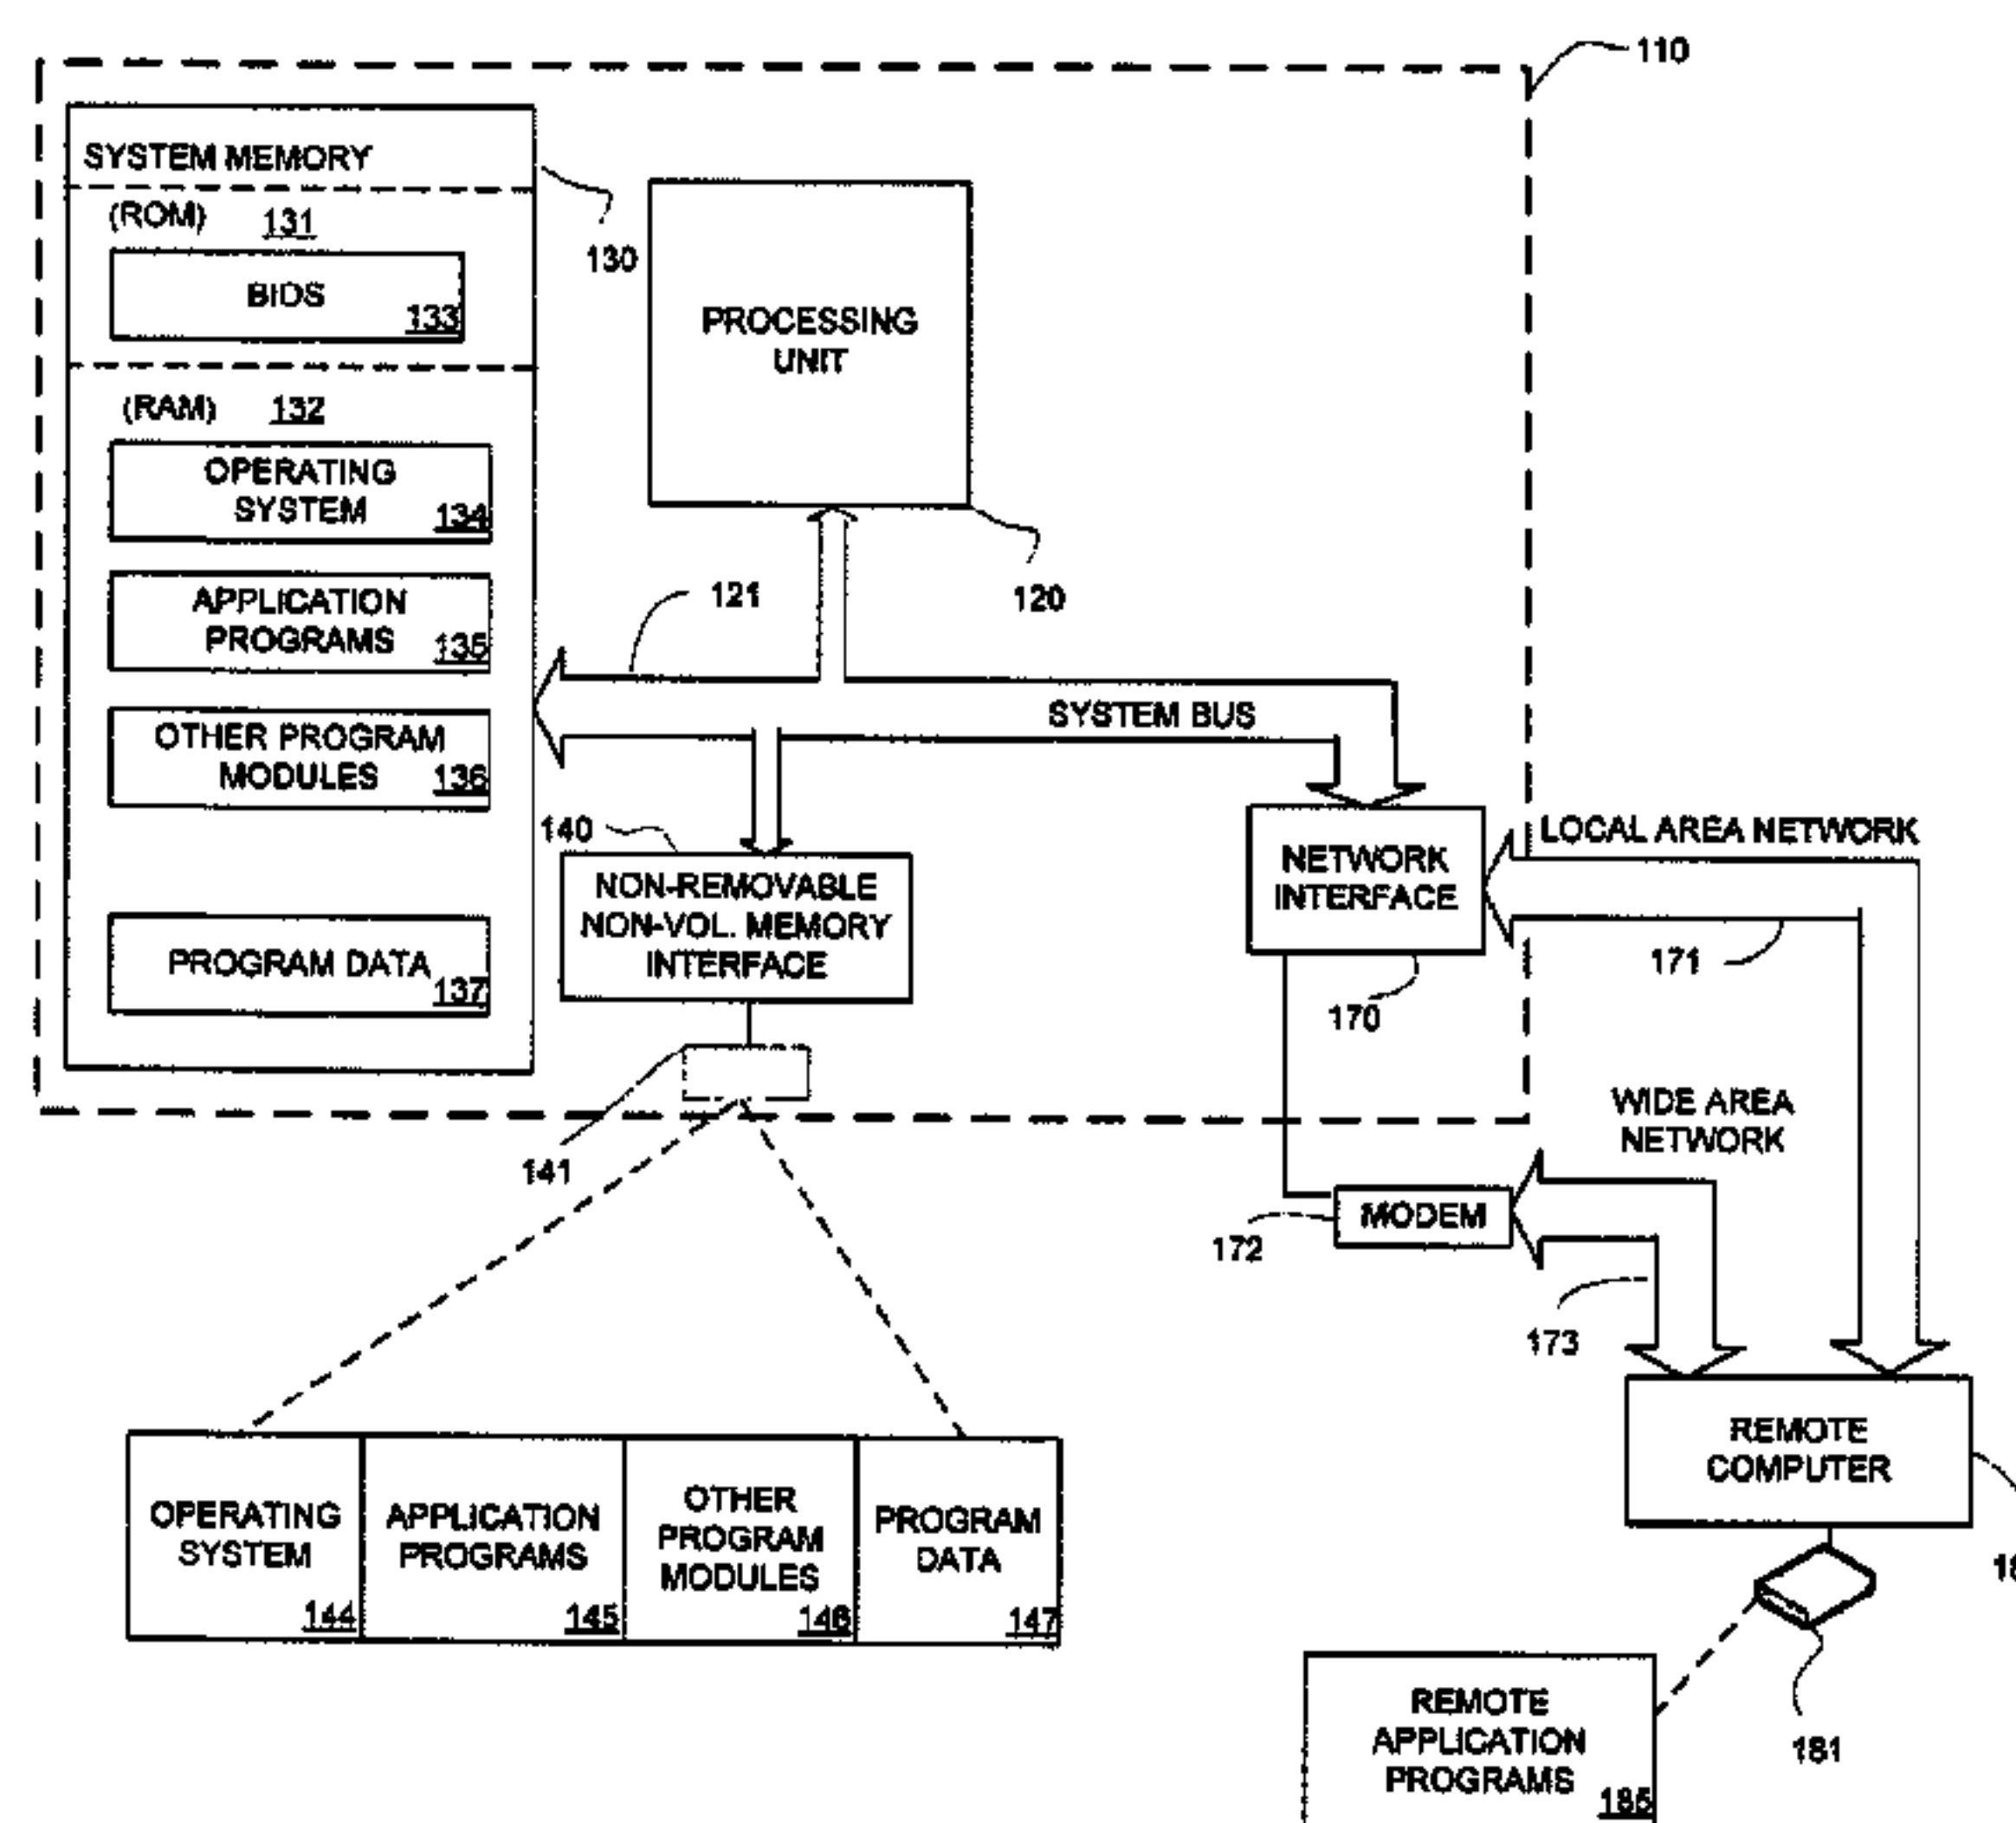 110
SYSTEM MEMORY
(ROM) 131
BIOS
133
130
PROCESSING
UNIT
120
(RAM) 132
OPERATING
SYSTEM 134
APPLICATION
PROGRAMS 135
OTHER PROGRAM
MODULES 136
PROGRAM DATA
137
121
SYSTEM BUS
140
NON-REMOVABLE
NON-VOL. MEMORY
INTERFACE
141
NETWORK
INTERFACE
170
LOCAL AREA NETWORK
171
WIDE AREA
NETWORK
MODEM
172
173
REMOTE
COMPUTER
OPERATING
SYSTEM
144
APPLICATION
PROGRAMS
145
OTHER
PROGRAM
MODULES
146
PROGRAM
DATA
147
181
REMOTE
APPLICATION
PROGRAMS
185